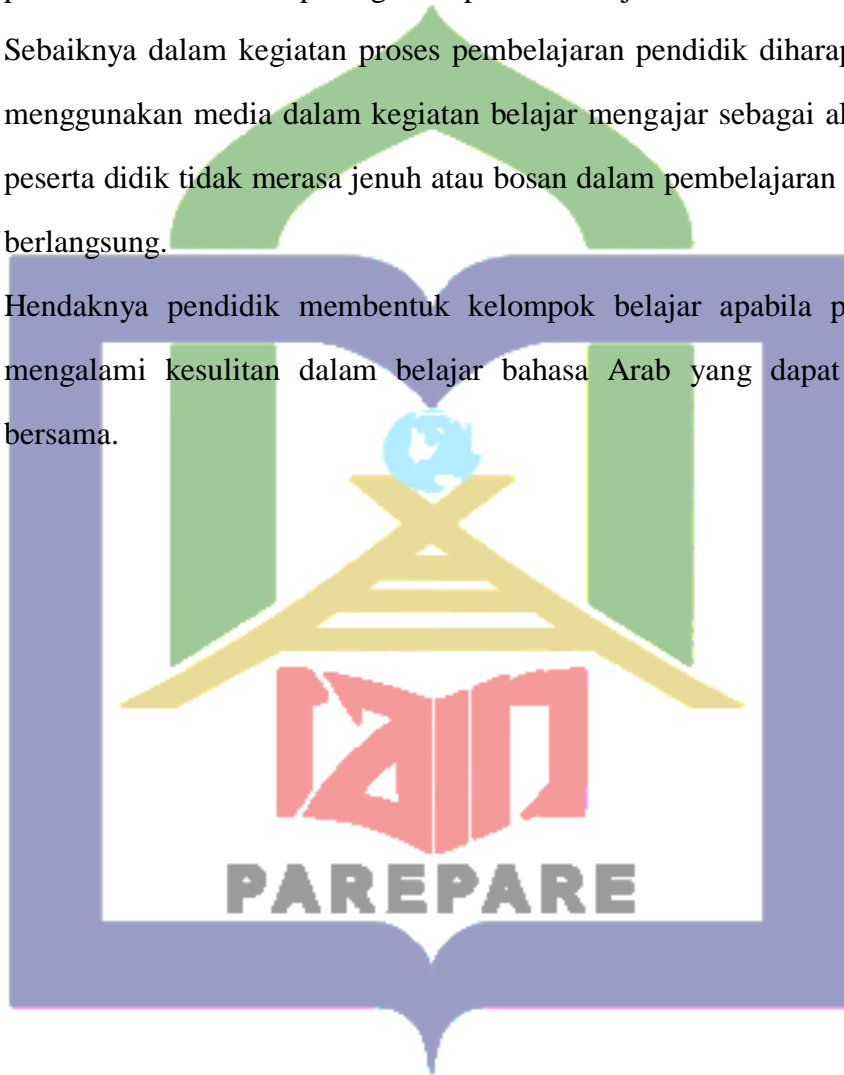 Sebaiknya dalam kegiatan proses pembelajaran pendidik
menggunakan media dalam kegiatan belajar mengajar sebagai
peserta didik tidak merasa jenuh atau bosan dalam pembelajaran
berlangsung.
Hendaknya pendidik membentuk kelompok belajar apabila
mengalami kesulitan dalam belajar bahasa Arab yang dapat
bersama.
iain
PAREPARE